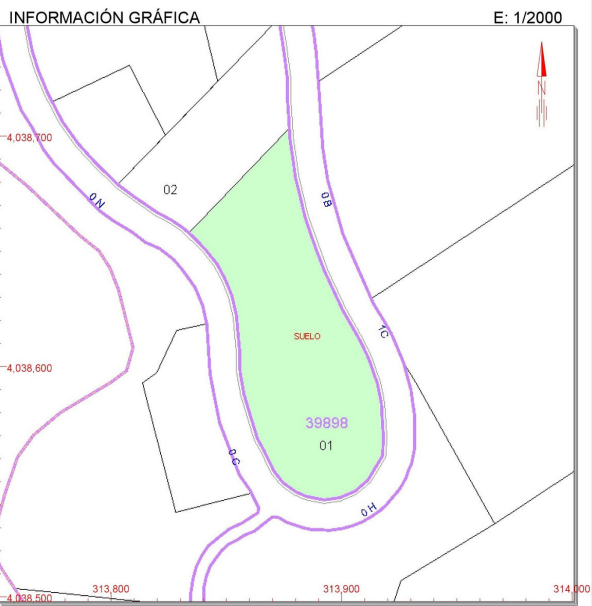 INFORMACIÓN GRÁFICA E: 1/2000
N
4,038,700
02
0 N
0 B
SUELO
1C
4,038,600
39898
01
0 G
0 H
313,800 313,900 314,000
4,038,500